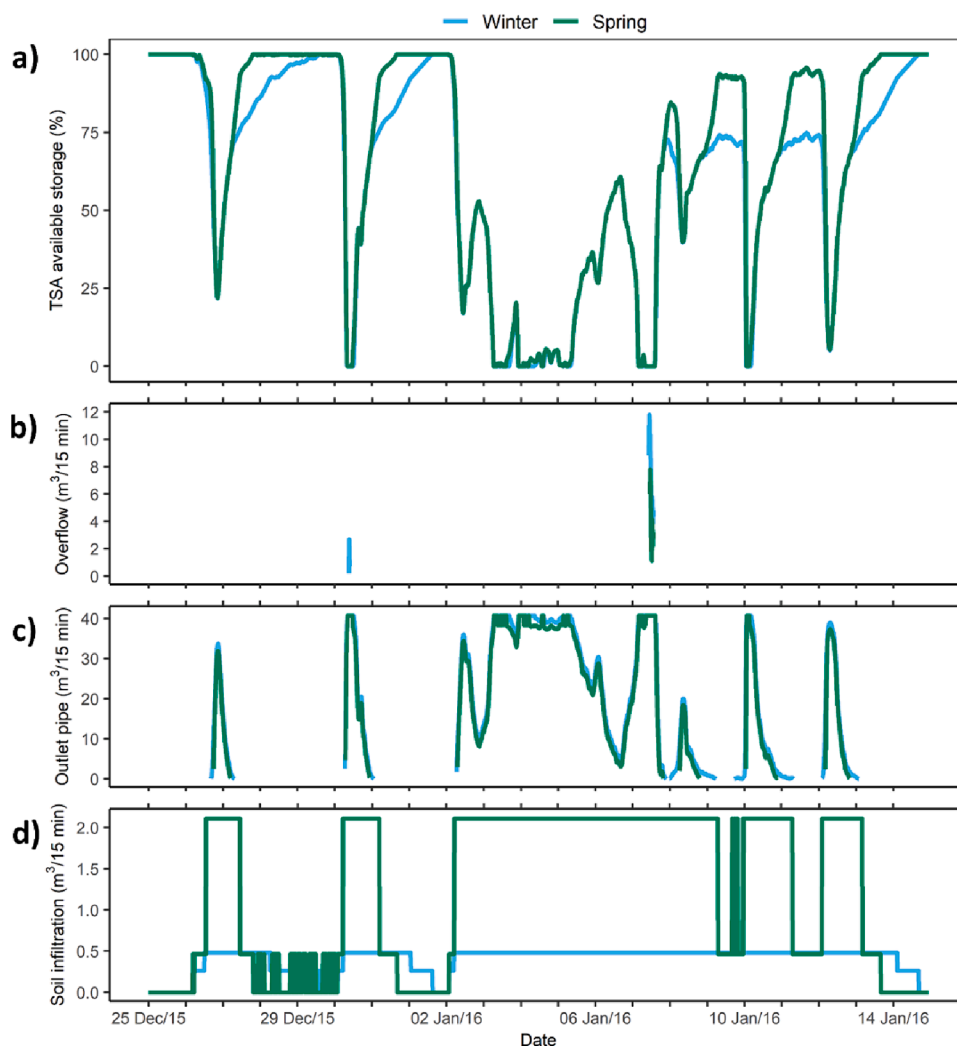 Winter Spring
a)
TSA available storage (%)
100
75
50
25
0
b)
Overflow (m³/15 min)
12
10
8
6
4
2
0
c)
Outlet pipe (m³/15 min)
40
30
20
10
0
d)
Soil infiltration (m³/15 min)
2.0
1.5
1.0
0.5
0.0
25 Dec/15 29 Dec/15 02 Jan/16 06 Jan/16 10 Jan/16 14 Jan/16
Date